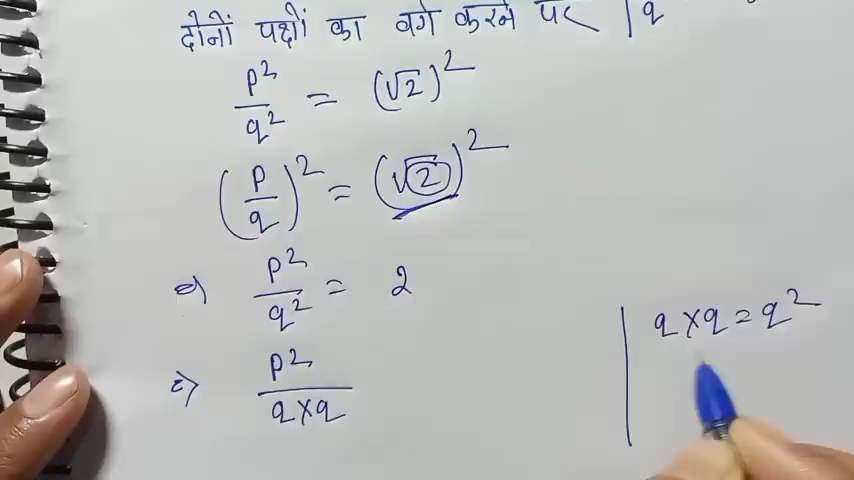 दोनों पक्षों का वर्ग करने पर | q
p²/q² = (√2)²
(p/q)² = (√2)²
⇒ p²/q² = 2
⇒ p²/q×q
q×q = q²